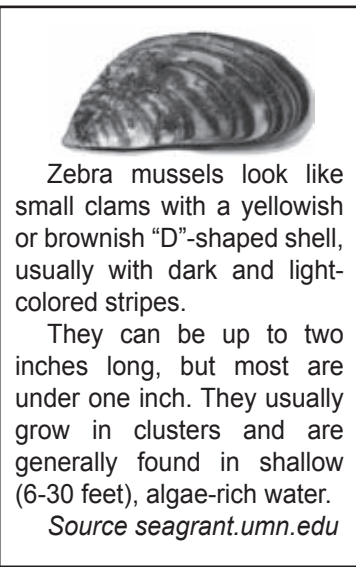 Zebra mussels look like
small clams with a yellowish
or brownish “D”-shaped shell,
usually with dark and light-
colored stripes.
They can be up to two
inches long, but most are
under one inch. They usually
grow in clusters and are
generally found in shallow
(6-30 feet), algae-rich water.
Source seagrant.umn.edu